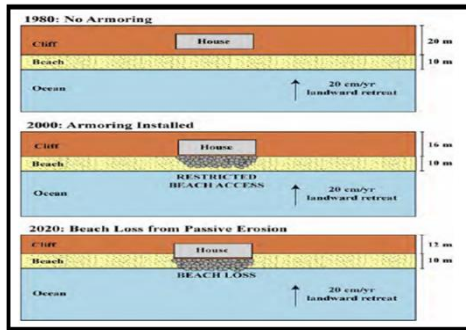 1980: No Armoring
House
Cliff
20 m
Beach
10 m
Ocean
20 cm/yr
landward retreat
2000: Armoring Installed
House
Cliff
16 m
Beach
10 m
RESTRICTED
BEACH ACCESS
Ocean
20 cm/yr
landward retreat
2020: Beach Loss from Passive Erosion
House
Cliff
12 m
Beach
10 m
BEACH LOSS
Ocean
20 cm/yr
landward retreat